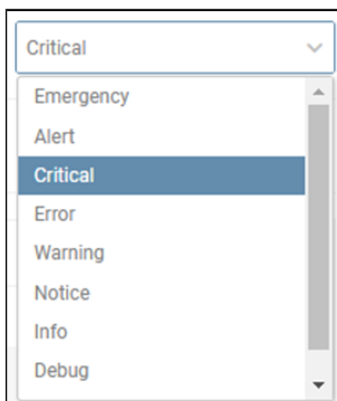 Critical
Emergency
Alert
Critical
Error
Warning
Notice
Info
Debug